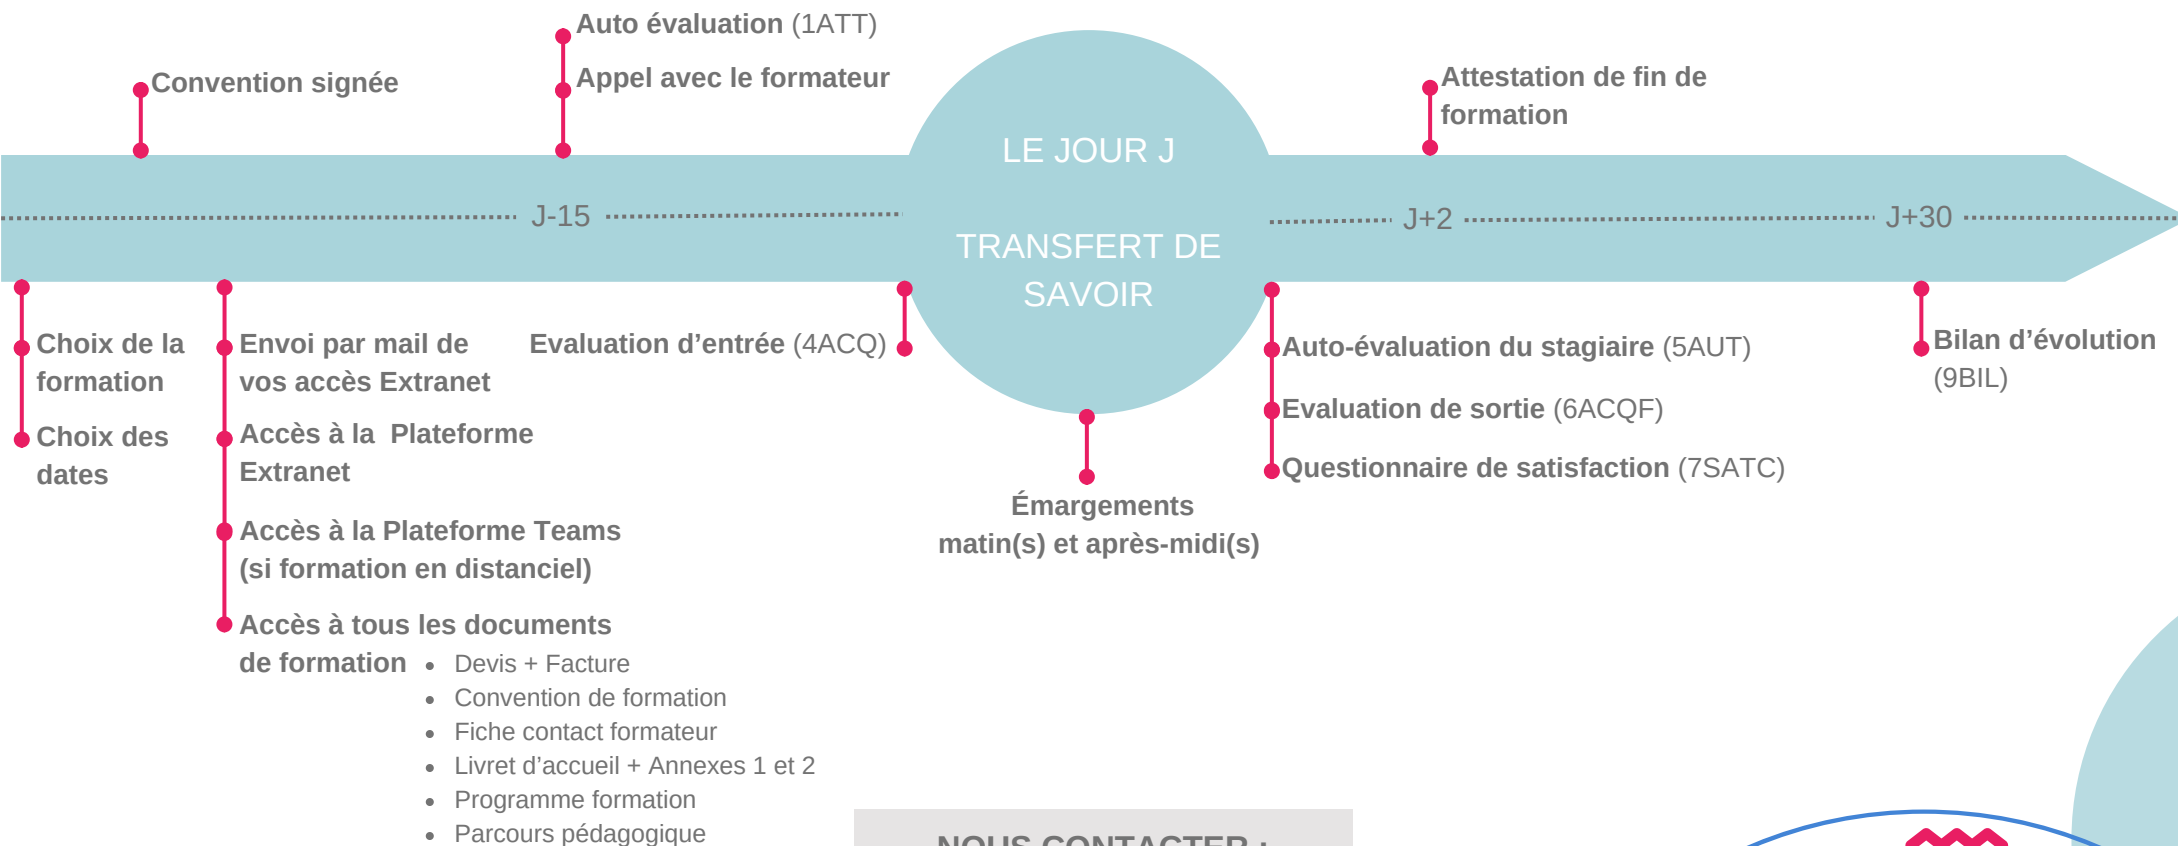 Convention signée
Auto évaluation (1ATT)
Appel avec le formateur
LE JOUR J
TRANSFERT DE
SAVOIR
Attestation de fin de
formation
J-15
J+2
J+30
Choix de la
formation
Choix des
dates
Envoi par mail de
vos accès Extranet
Accès à la  Plateforme
Extranet
Accès à la Plateforme Teams
(si formation en distanciel)
Accès à tous les documents
de formation
• Devis + Facture
• Convention de formation
• Fiche contact formateur
• Livret d’accueil + Annexes 1 et 2
• Programme formation
• Parcours pédagogique
Evaluation d’entrée (4ACQ)
Émargements
matin(s) et après-midi(s)
Auto-évaluation du stagiaire (5AUT)
Evaluation de sortie (6ACQF)
Questionnaire de satisfaction (7SATC)
Bilan d’évolution
(9BIL)
NOUS CONTACTER :